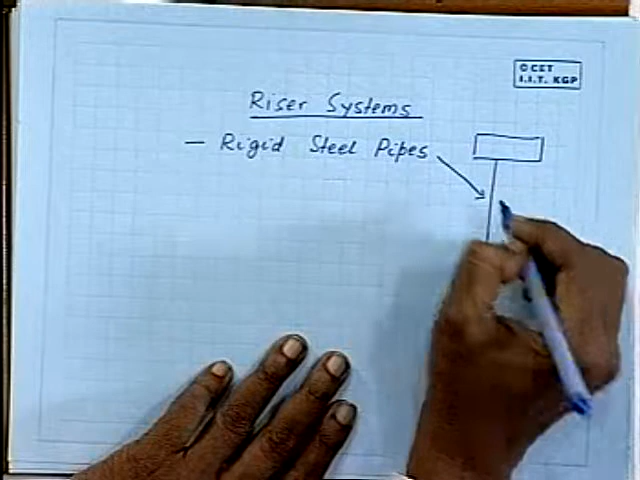 © CET
I.I.T. KGP
Riser Systems
— Rigid Steel Pipes